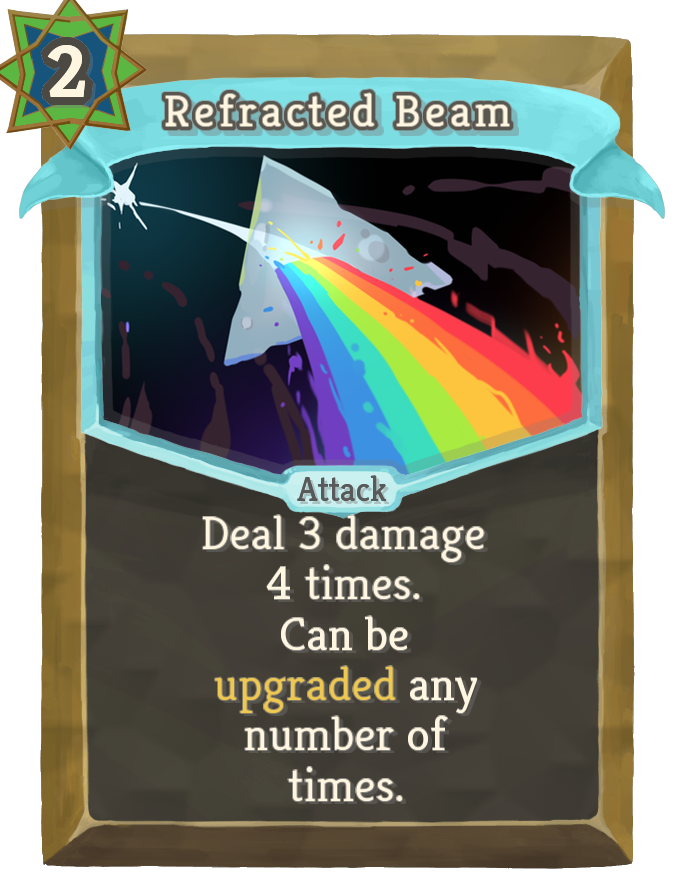 2
Refracted Beam
Attack
Deal 3 damage
4 times.
Can be
upgraded any
number of
times.